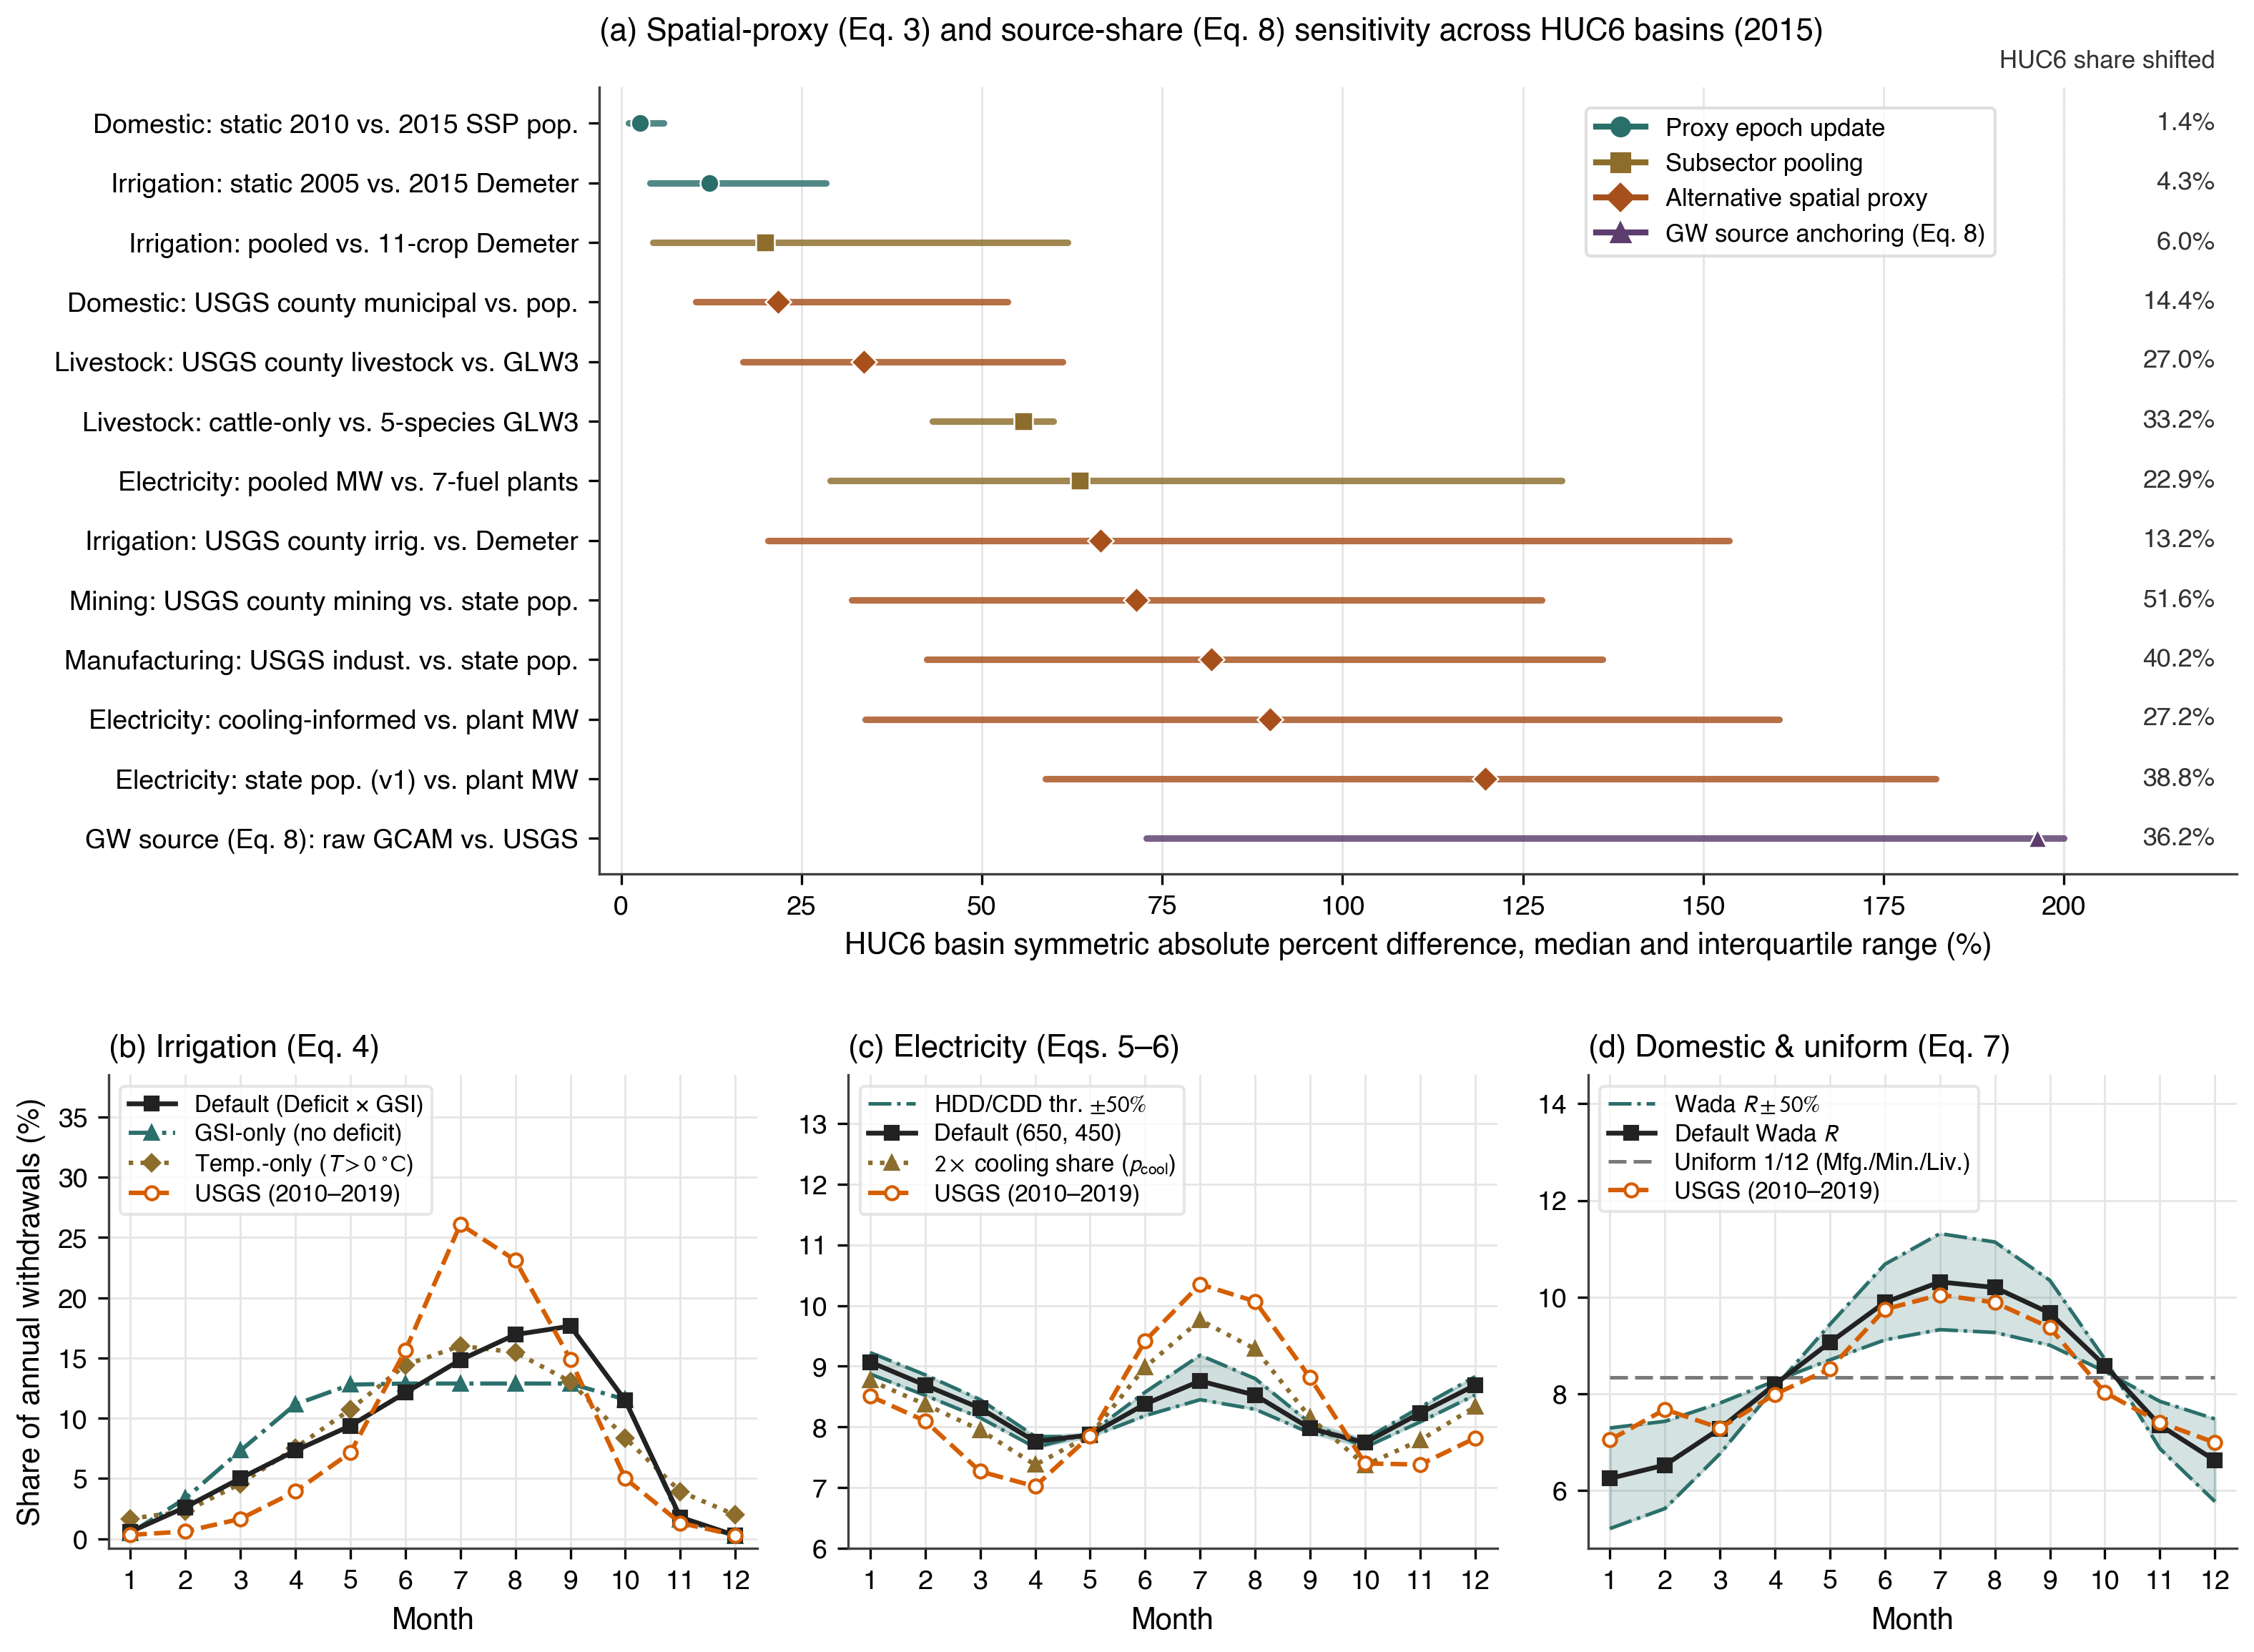 (a) Spatial-proxy (Eq. 3) and source-share (Eq. 8) sensitivity across HUC6 basins (2015)
HUC6 share shifted
Domestic: static 2010 vs. 2015 SSP pop.
1.4%
Irrigation: static 2005 vs. 2015 Demeter
4.3%
Irrigation: pooled vs. 11-crop Demeter
6.0%
Domestic: USGS county municipal vs. pop.
14.4%
Livestock: USGS county livestock vs. GLW3
27.0%
Livestock: cattle-only vs. 5-species GLW3
33.2%
Electricity: pooled MW vs. 7-fuel plants
22.9%
Irrigation: USGS county irrig. vs. Demeter
13.2%
Mining: USGS county mining vs. state pop.
51.6%
Manufacturing: USGS indust. vs. state pop.
40.2%
Electricity: cooling-informed vs. plant MW
27.2%
Electricity: state pop. (v1) vs. plant MW
38.8%
GW source (Eq. 8): raw GCAM vs. USGS
36.2%
Proxy epoch update
Subsector pooling
Alternative spatial proxy
GW source anchoring (Eq. 8)
0 25 50 75 100 125 150 175 200
HUC6 basin symmetric absolute percent difference, median and interquartile range (%)
(b) Irrigation (Eq. 4)
Share of annual withdrawals (%)
35
30
25
20
15
10
5
0
Default (Deficit × GSI)
GSI-only (no deficit)
Temp.-only (T > 0 °C)
USGS (2010–2019)
1 2 3 4 5 6 7 8 9 10 11 12
Month
(c) Electricity (Eqs. 5–6)
13
12
11
10
9
8
7
6
HDD/CDD thr. ±50%
Default (650, 450)
2× cooling share (pcool)
USGS (2010–2019)
1 2 3 4 5 6 7 8 9 10 11 12
Month
(d) Domestic & uniform (Eq. 7)
14
12
10
8
6
Wada R ± 50%
Default Wada R
Uniform 1/12 (Mfg./Min./Liv.)
USGS (2010–2019)
1 2 3 4 5 6 7 8 9 10 11 12
Month